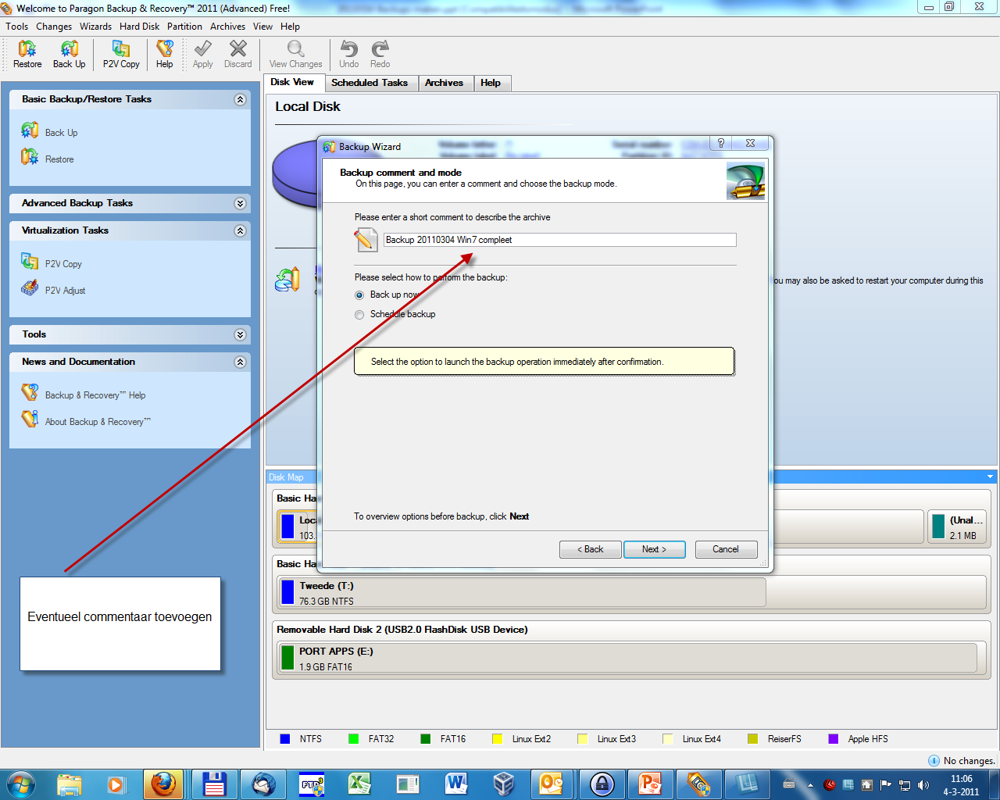 Welcome to Paragon Backup & Recovery™ 2011 (Advanced) Free!
Tools Changes Wizards Hard Disk Partition Archives View Help
Restore Back Up P2V Copy Help Apply Discard View Changes Undo Redo
Disk View Scheduled Tasks Archives Help
Basic Backup/Restore Tasks
Back Up
Restore
Advanced Backup Tasks
Virtualization Tasks
P2V Copy
P2V Adjust
Tools
News and Documentation
Backup & Recovery™ Help
About Backup & Recovery™
Eventueel commentaar toevoegen
Local Disk
Backup Wizard
Backup comment and mode
On this page, you can enter a comment and choose the backup mode.
Please enter a short comment to describe the archive
Backup 20110304 Win7 compleet
Please select how to perform the backup:
Back up now
Schedule backup
Select the option to launch the backup operation immediately after confirmation.
To overview options before backup, click Next
< Back Next > Cancel
ou may also be asked to restart your computer during this
Disk Map
Basic Ha
Loc
103.
(Unal...
2.1 MB
Basic Ha
Tweede (T:)
76.3 GB NTFS
Removable Hard Disk 2 (USB2.0 FlashDisk USB Device)
PORT APPS (E:)
1.9 GB FAT16
NTFS FAT32 FAT16 Linux Ext2 Linux Ext3 Linux Ext4 ReiserFS Apple HFS
No changes.
11:06
4-3-2011